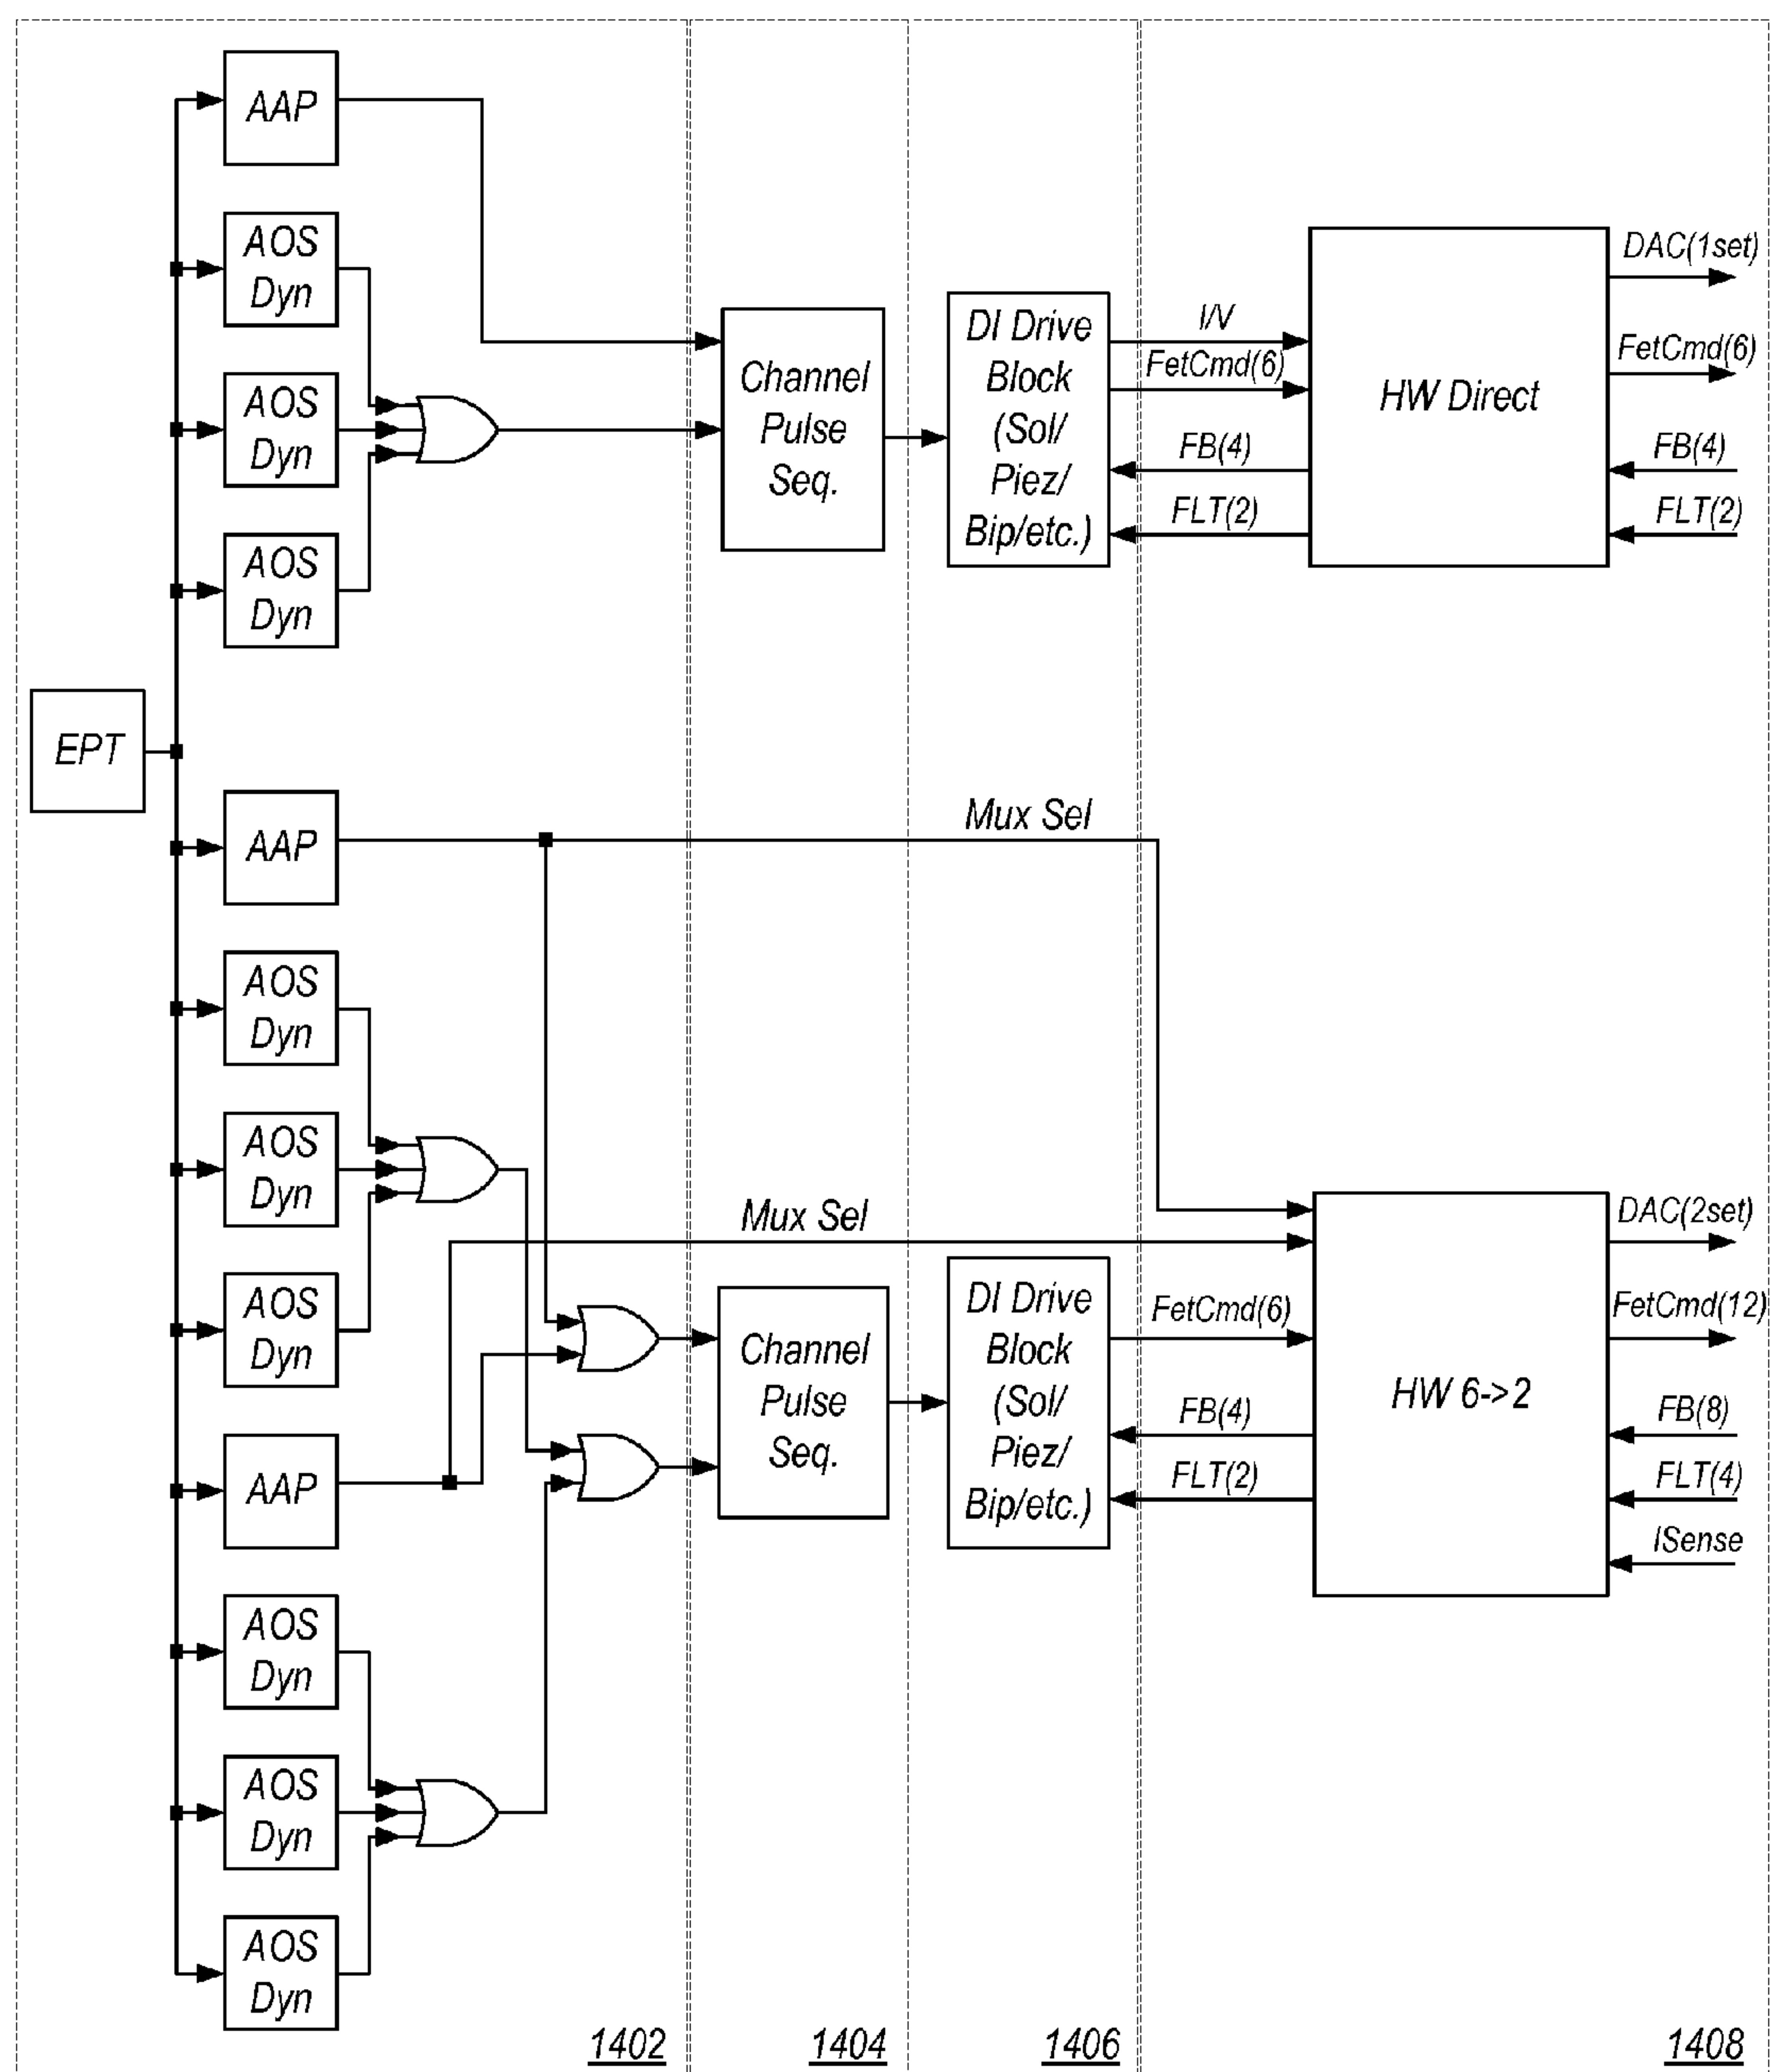 AAP
AOS
Dyn
AOS
Dyn
AOS
Dyn
EPT
AAP
AOS
Dyn
AOS
Dyn
AOS
Dyn
AAP
AOS
Dyn
AOS
Dyn
AOS
Dyn
Channel
Pulse
Seq.
DI Drive
Block
(Sol/
Piez/
Bip/etc.)
I/V
FetCmd(6)
FB(4)
FLT(2)
HW Direct
DAC(1set)
FetCmd(6)
FB(4)
FLT(2)
Mux Sel
Mux Sel
Channel
Pulse
Seq.
DI Drive
Block
(Sol/
Piez/
Bip/etc.)
FetCmd(6)
FB(4)
FLT(2)
HW 6->2
DAC(2set)
FetCmd(12)
FB(8)
FLT(4)
ISense
1402
1404
1406
1408